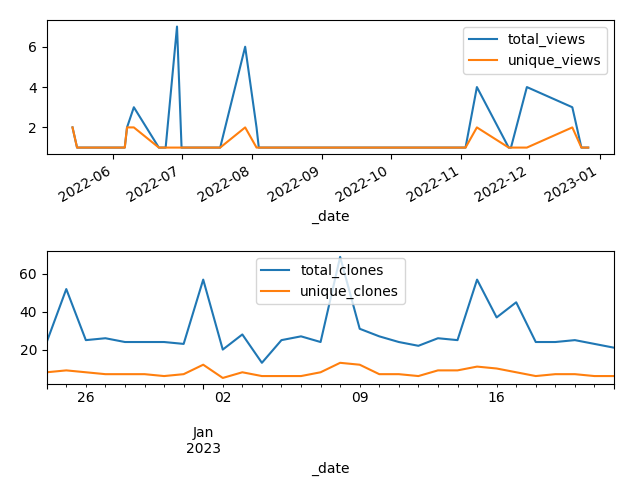 6
4
2
total_views
unique_views
2022-06
2022-07
2022-08
2022-09
2022-10
2022-11
2022-12
2023-01
_date
60
40
20
total_clones
unique_clones
26
02
09
16
Jan
2023
_date